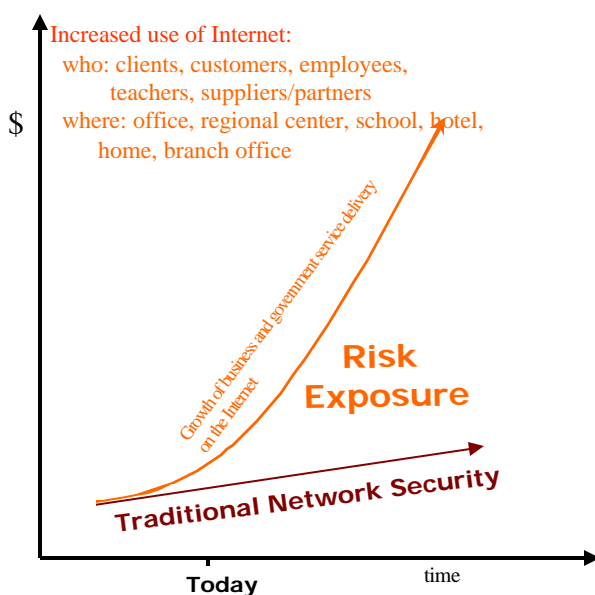 Increased use of Internet:
who: clients, customers, employees,
teachers, suppliers/partners
where: office, regional center, school, hotel,
home, branch office
$
Growth of business and government service delivery
on the Internet
Risk
Exposure
Traditional Network Security
Today
time